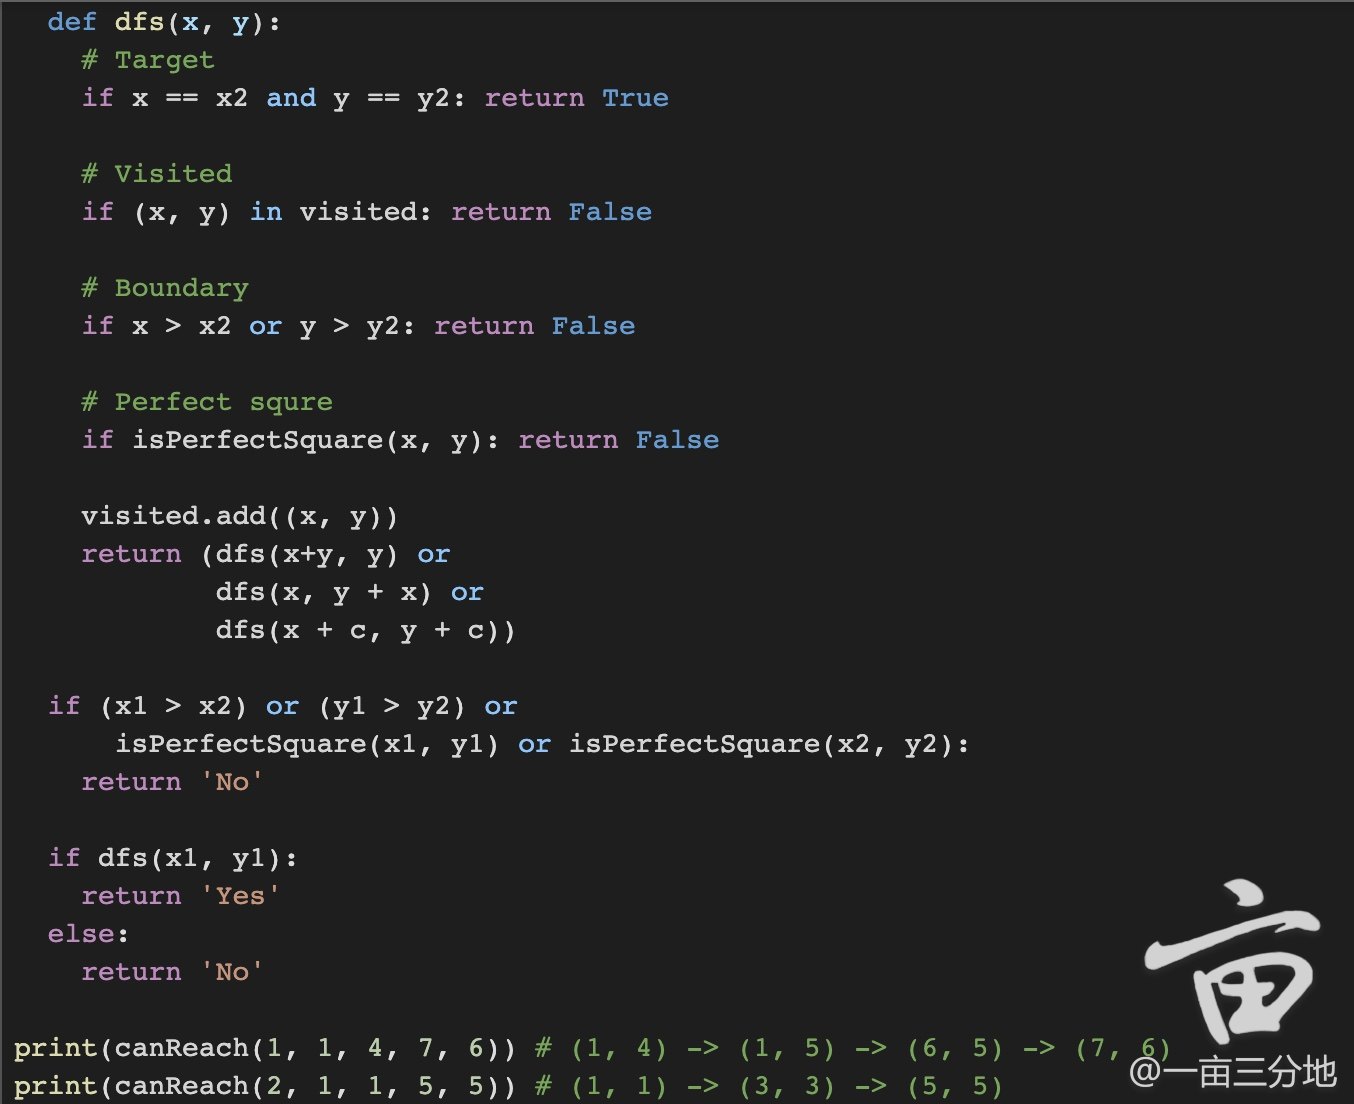 def dfs(x, y):
# Target
if x == x2 and y == y2: return True
# Visited
if (x, y) in visited: return False
# Boundary
if x > x2 or y > y2: return False
# Perfect squre
if isPerfectSquare(x, y): return False
visited.add((x, y))
return (dfs(x+y, y) or
dfs(x, y + x) or
dfs(x + c, y + c))
if (x1 > x2) or (y1 > y2) or
isPerfectSquare(x1, y1) or isPerfectSquare(x2, y2):
return 'No'
if dfs(x1, y1):
return 'Yes'
else:
return 'No'
print(canReach(1, 1, 4, 7, 6)) # (1, 4) -> (1, 5) -> (6, 5) -> (7, 6)
print(canReach(2, 1, 1, 5, 5)) # (1, 1) -> (3, 3) -> (5, 5)
亩
@一亩三分地